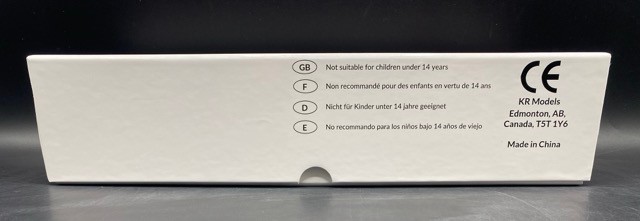 GB Not suitable for children under 14 years
F Non recommandé pour des enfants en vertu de 14 ans
D Nicht für Kinder unter 14 jahre geeignet
E No recommando para los niños bajo 14 años de viejo
CE
KR Models
Edmonton, AB,
Canada, T5T 1Y6
Made in China